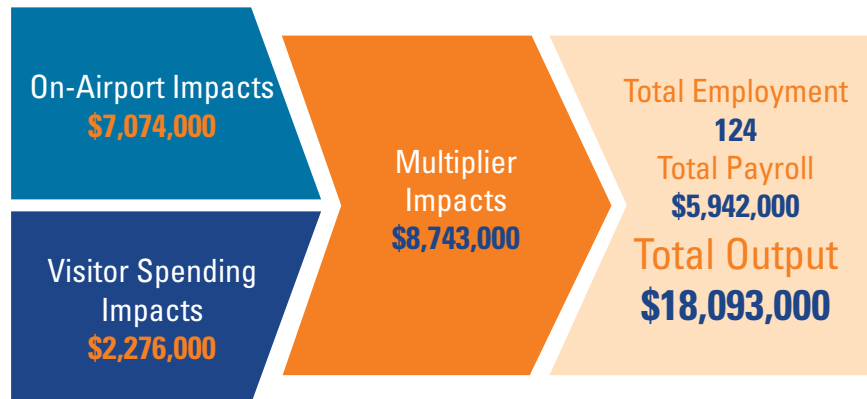 On-Airport Impacts
$7,074,000
Visitor Spending
Impacts
$2,276,000
Multiplier
Impacts
$8,743,000
Total Employment
124
Total Payroll
$5,942,000
Total Output
$18,093,000